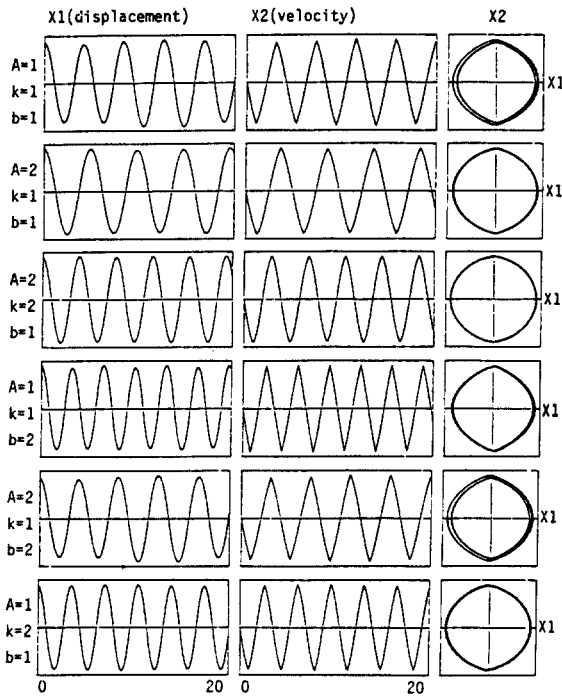 X1(displacement) X2(velocity) X2
A=1
k=1
b=1
X1
A=2
k=1
b=1
X1
A=2
k=2
b=1
X1
A=1
k=1
b=2
X1
A=2
k=1
b=2
X1
A=1
k=2
b=1
X1
0 20 0 20